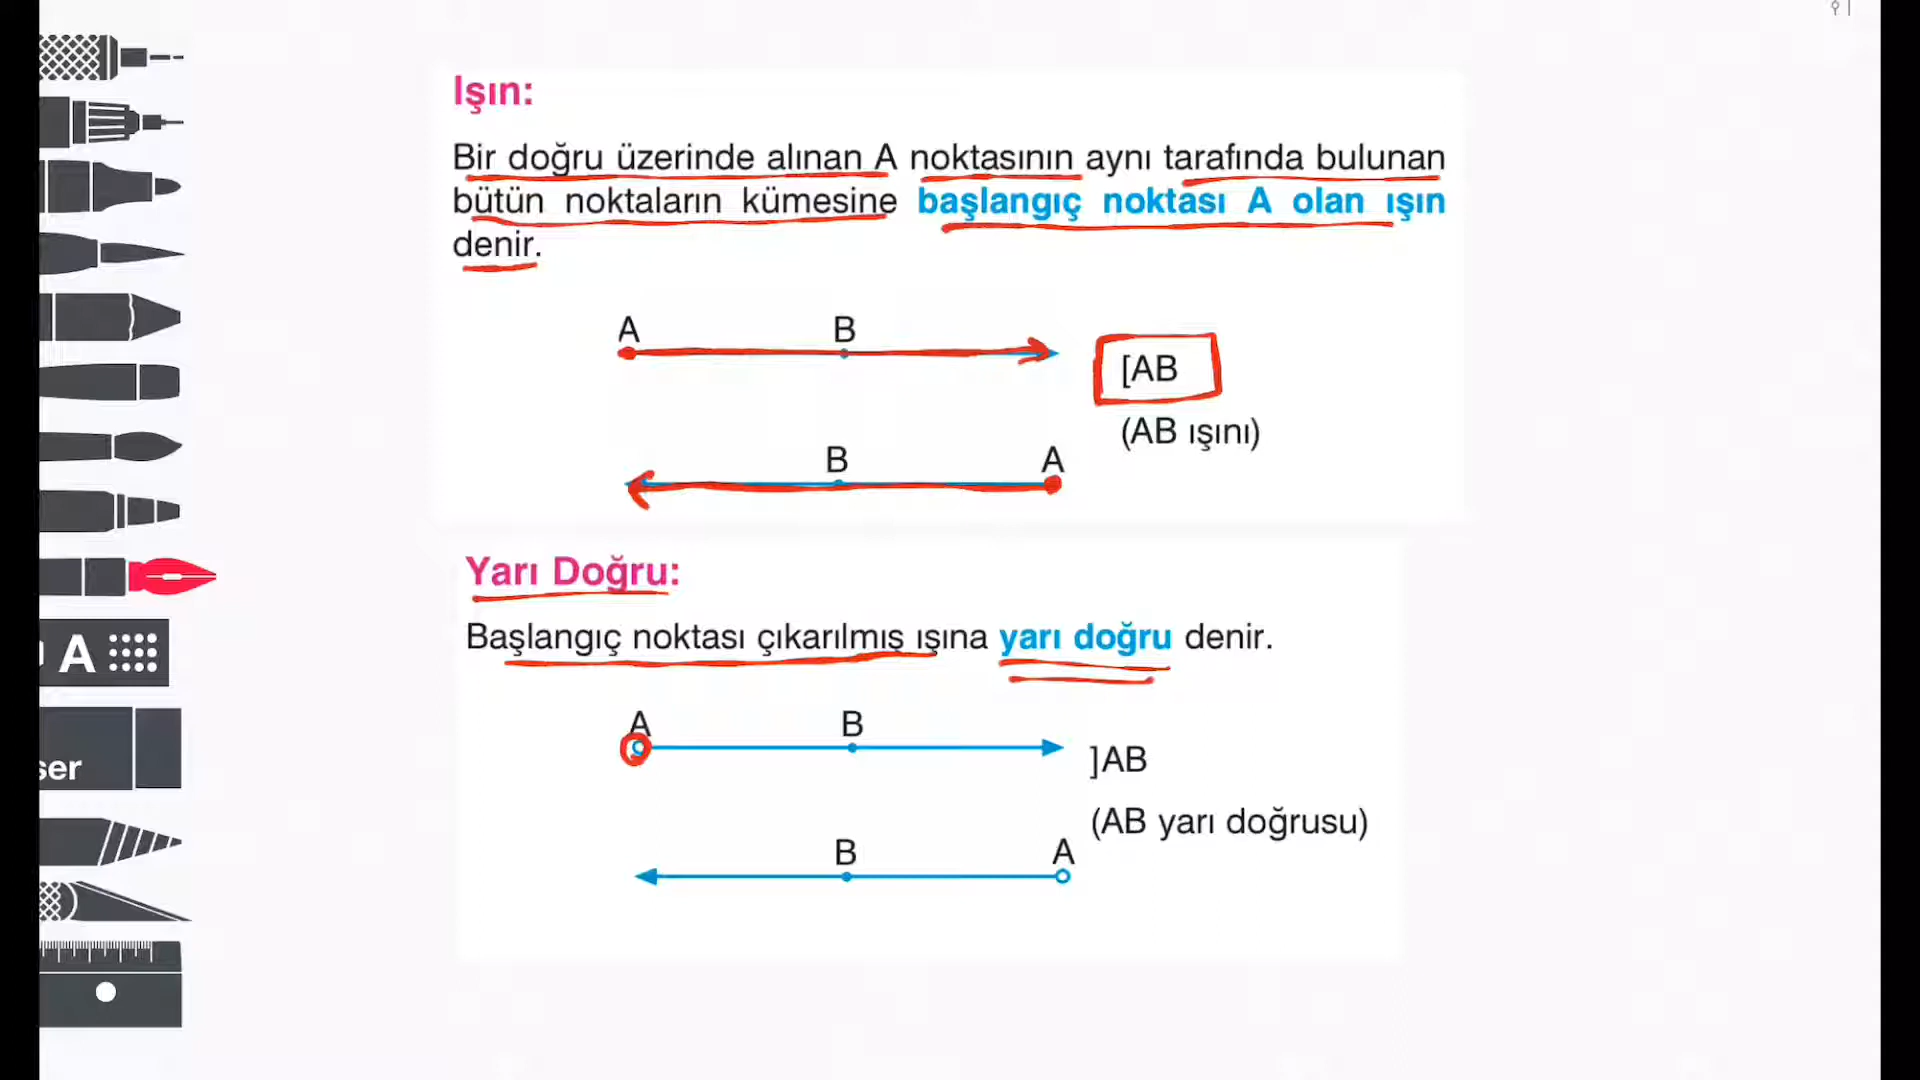 Işın:
Bir doğru üzerinde alınan A noktasının aynı tarafında bulunan
bütün noktaların kümesine başlangıç noktası A olan ışın
denir.
A B
[AB
(AB ışını)
B A
Yarı Doğru:
Başlangıç noktası çıkarılmış ışına yarı doğru denir.
A B
]AB
(AB yarı doğrusu)
B A
A
ser